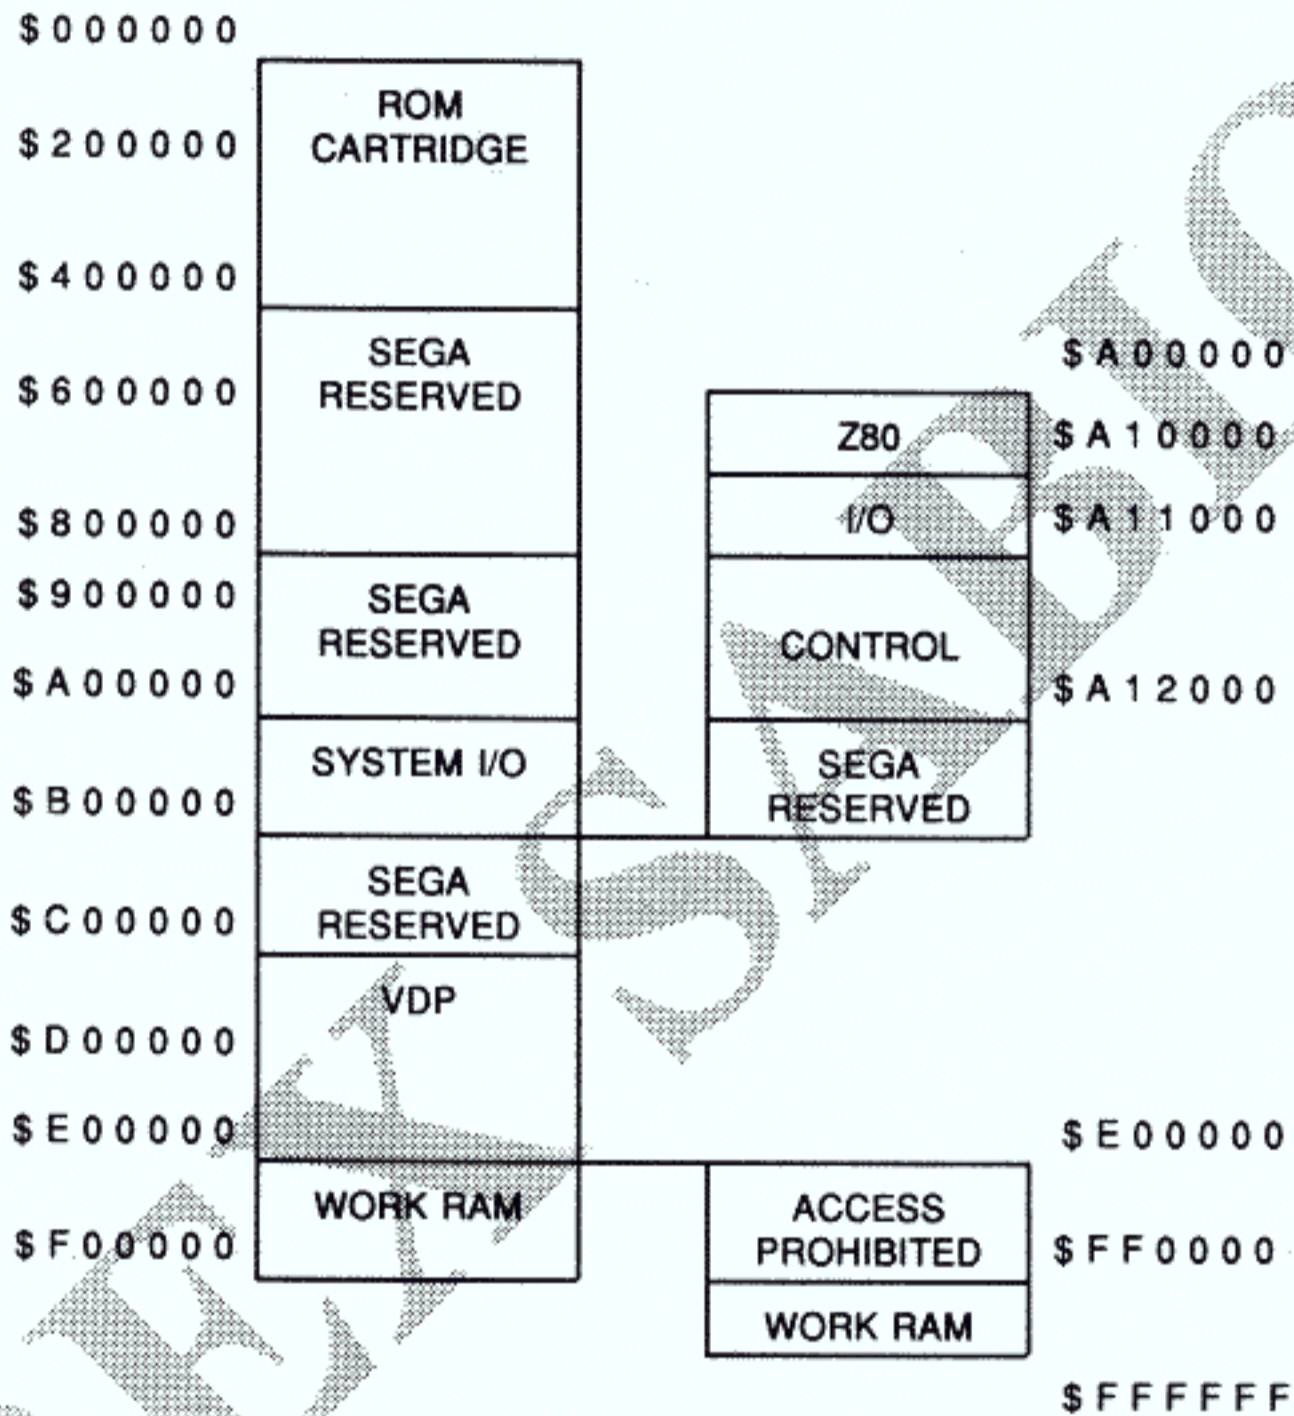 $000000
ROM
CARTRIDGE
$200000
$400000
SEGA
RESERVED
$600000
$800000
SEGA
RESERVED
$900000
$A00000
SYSTEM I/O
$B00000
SEGA
RESERVED
$C00000
VDP
$D00000
$E00000
WORK RAM
$F00000
$A00000
Z80
$A10000
I/O
$A11000
CONTROL
$A12000
SEGA
RESERVED
$E00000
ACCESS
PROHIBITED
$FF0000
WORK RAM
$FFFFFF